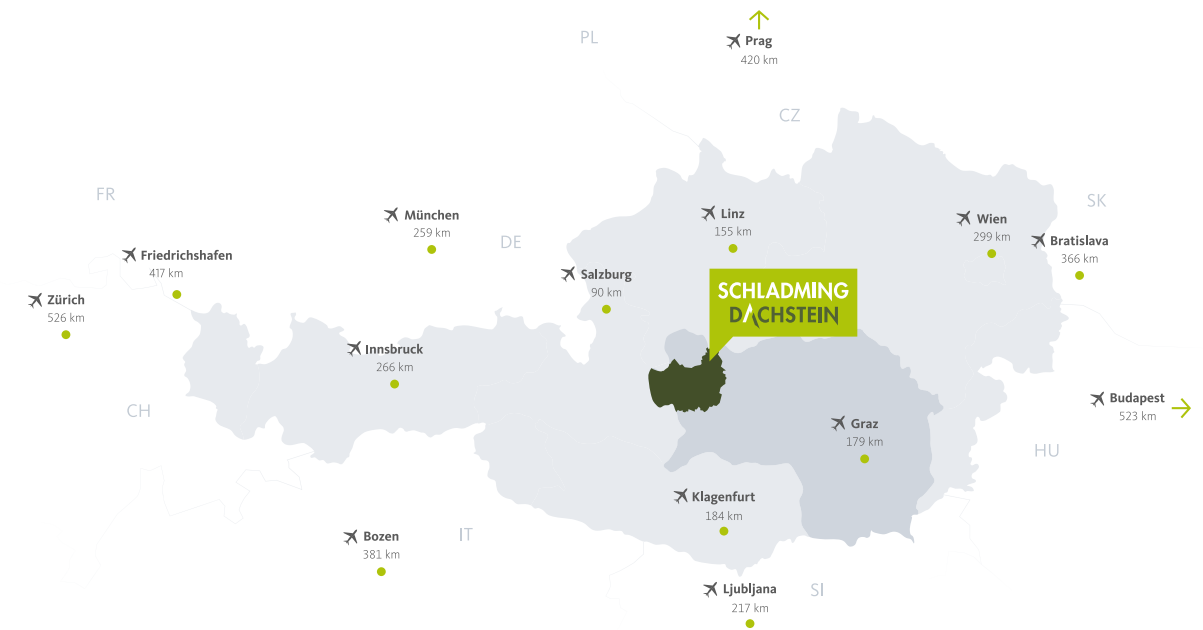 PL
Prag
420 km
CZ
FR
SK
München
259 km
DE
Linz
155 km
Wien
299 km
Bratislava
366 km
Friedrichshafen
417 km
Salzburg
90 km
Zürich
526 km
SCHLADMING
DACHSTEIN
Innsbruck
266 km
CH
Budapest
523 km
Graz
179 km
HU
Klagenfurt
184 km
Bozen
381 km
IT
Ljubljana
217 km
SI